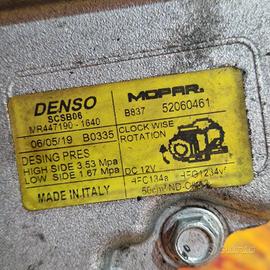 DENSO
MOPAR.
SCSB06
B837
52060461
MR447190-1640
06/05/19 B0335
CLOCK WISE
ROTATION
DESING PRES
HIGH SIDE 3.53 Mpa
LOW SIDE 1.67 Mpa
DC 12V
HFC134a
MADE IN ITALY